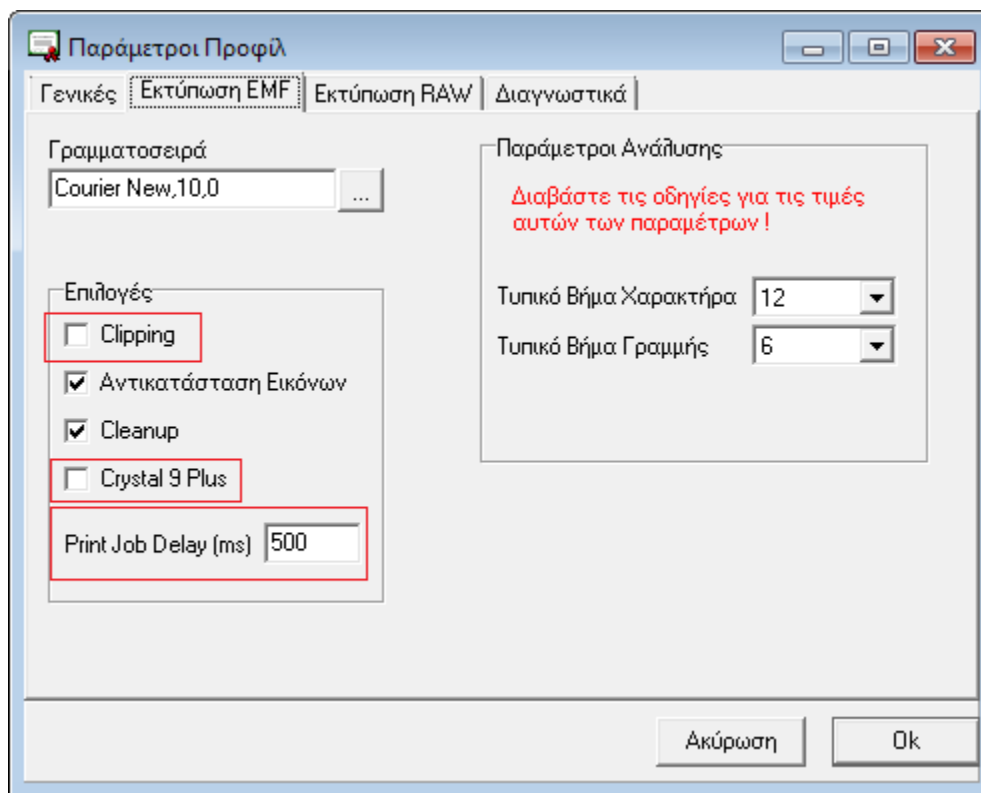 Παράμετροι Προφίλ
Γενικές
Εκτύπωση EMF
Εκτύπωση RAW
Διαγνωστικά
Γραμματοσειρά
Courier New,10,0
...
Επιλογές
Clipping
Αντικατάσταση Εικόνων
Cleanup
Crystal 9 Plus
Print Job Delay (ms) 500
Παράμετροι Ανάλυσης
Διαβάστε τις οδηγίες για τις τιμές
αυτών των παραμέτρων !
Τυπικό Βήμα Χαρακτήρα 12
Τυπικό Βήμα Γραμμής 6
Ακύρωση
Ok